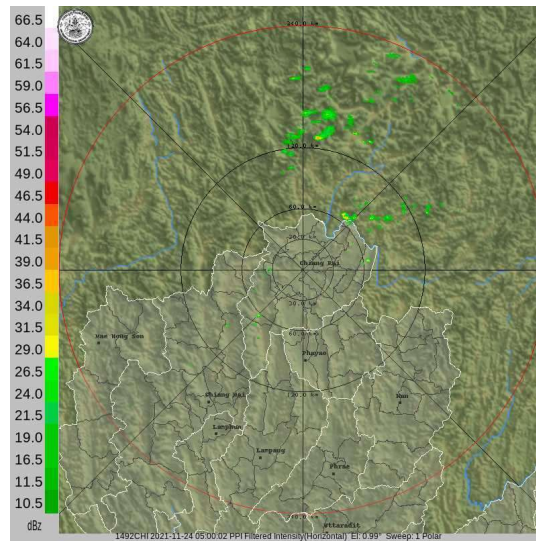 66.5
64.0
61.5
59.0
56.5
54.0
51.5
49.0
46.5
44.0
41.5
39.0
36.5
34.0
31.5
29.0
26.5
24.0
21.5
19.0
16.5
11.5
10.5
dBz
Chiang Rai
Mae Hong Son
Phayao
Chiang Mai
Nan
Lamphun
Lampang
Phrae
Uttaradit
1492CHI 2021-11-24 05:00:02 PPI Filtered Intensity(Horizontal) El: 0.99° Sweep: 1 Polar